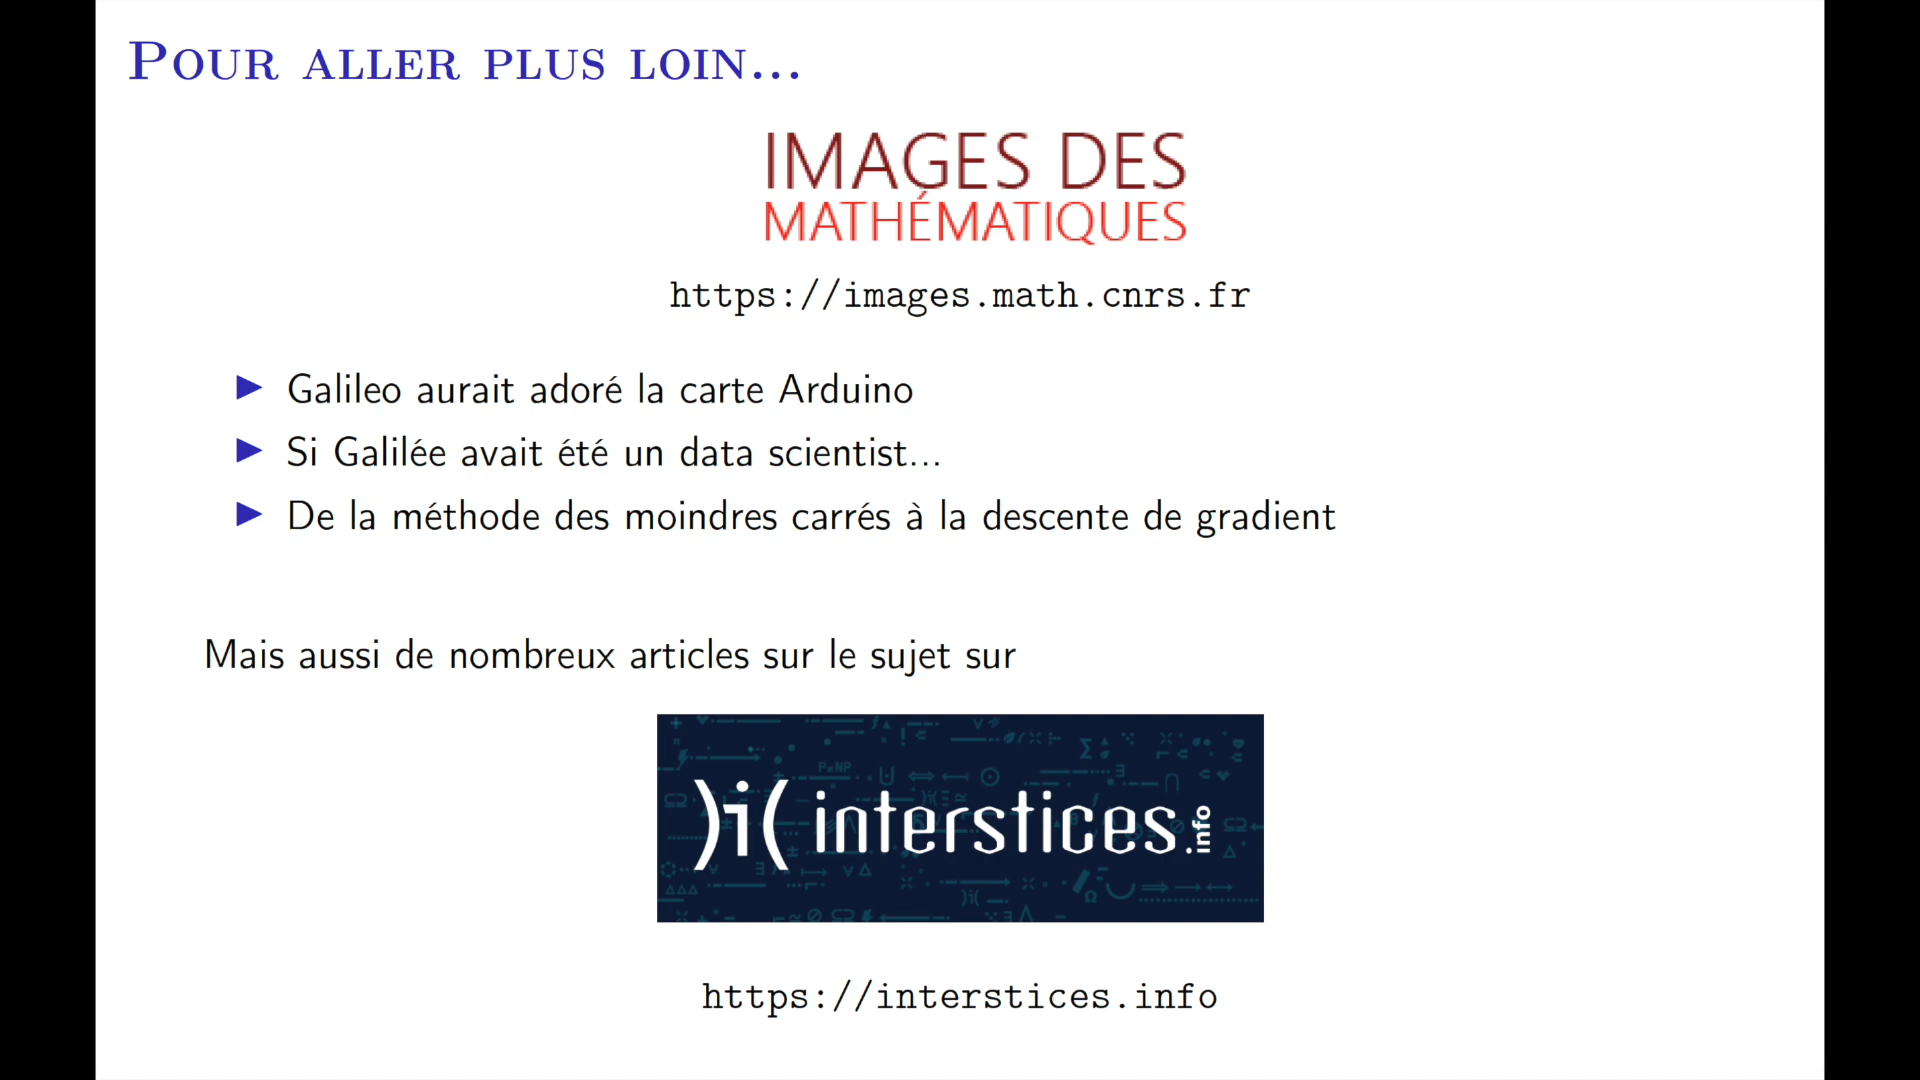 Pour aller plus loin...
IMAGES DES
MATHÉMATIQUES
https://images.math.cnrs.fr
Galileo aurait adoré la carte Arduino
Si Galilée avait été un data scientist...
De la méthode des moindres carrés à la descente de gradient
Mais aussi de nombreux articles sur le sujet sur
)i( interstices.info
https://interstices.info